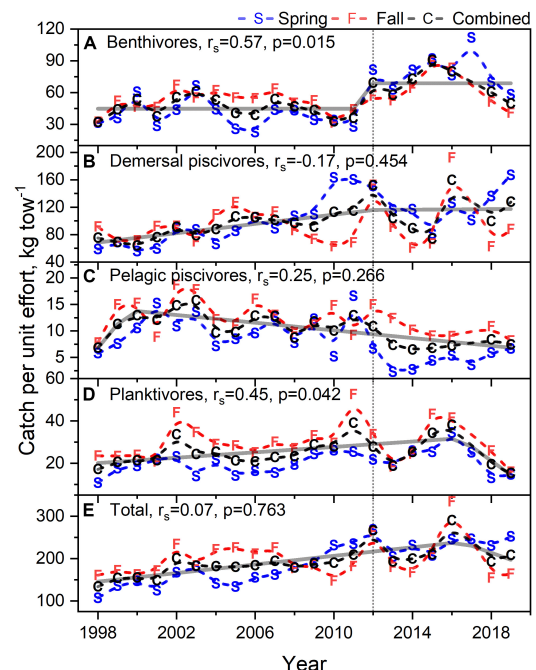 S Spring F Fall C Combined
A Benthivores, rs=0.57, p=0.015
120
90
60
30
B Demersal piscivores, rs=-0.17, p=0.454
200
160
120
80
40
C Pelagic piscivores, rs=0.25, p=0.266
20
15
10
5
60
D Planktivores, rs=0.45, p=0.042
40
20
E Total, rs=0.07, p=0.763
300
200
100
1998 2002 2006 2010 2014 2018
Year
Catch per unit effort, kg tow-1